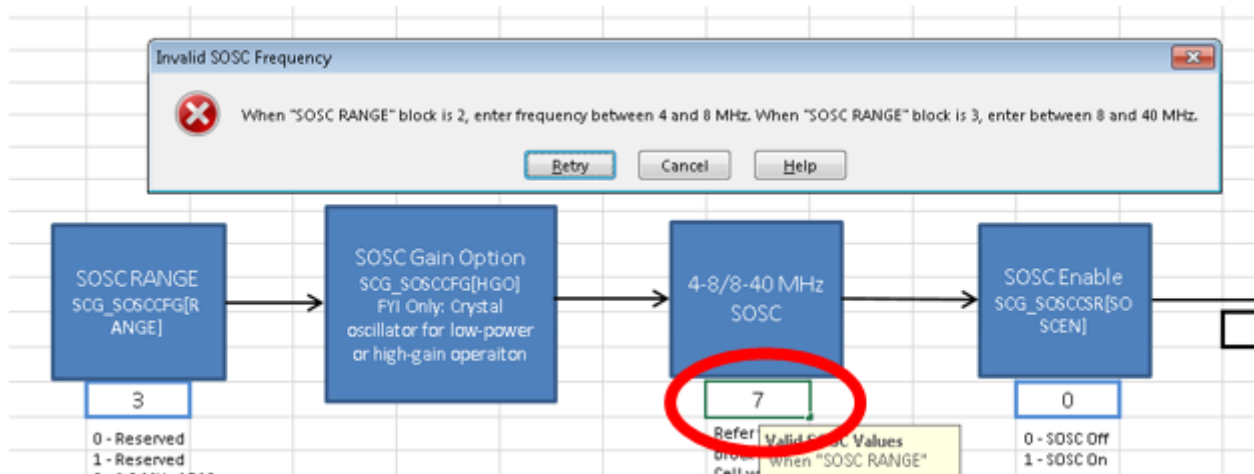 Invalid SOSC Frequency
When "SOSC RANGE" block is 2, enter frequency between 4 and 8 MHz. When "SOSC RANGE" block is 3, enter between 8 and 40 MHz.
Retry Cancel Help
SOSC RANGE
SCG_SOSCCFG[R
ANGE]
SOSC Gain Option
SCG_SOSCCFG[HGO]
FYI Only: Crystal
oscillator for low-power
or high-gain operaiton
4-8/8-40 MHz
SOSC
SOSC Enable
SCG_SOSCCSR[SO
SCEN]
3
7
0
0 - Reserved
1 - Reserved
Refer
Valid SOSC Values
When "SOSC RANGE"
0 - SOSC Off
1 - SOSC On